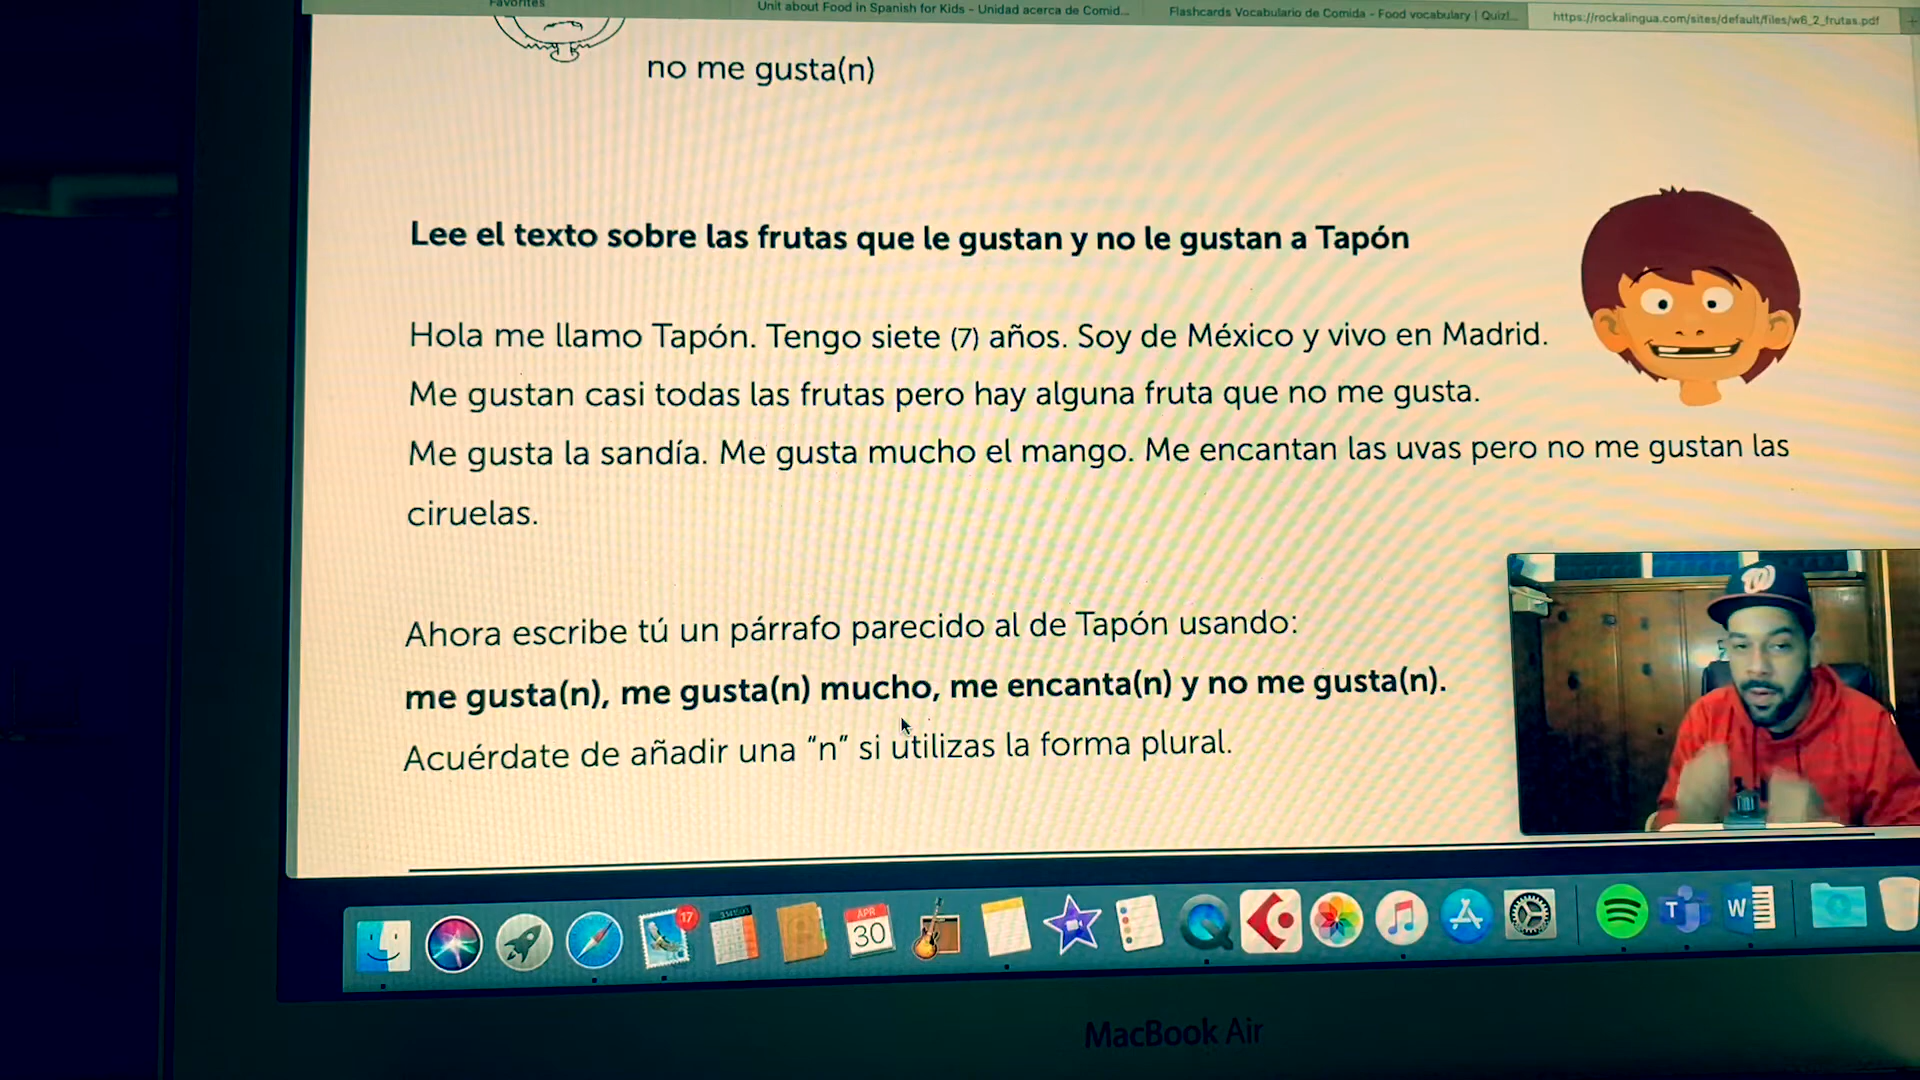 Favorites
Unit about Food in Spanish for Kids - Unidad acerca de Comid...
Flashcards Vocabulario de Comida - Food vocabulary | Quizl...
https://rockalingua.com/sites/default/files/w6_2_frutas.pdf
no me gusta(n)
Lee el texto sobre las frutas que le gustan y no le gustan a Tapón
Hola me llamo Tapón. Tengo siete (7) años. Soy de México y vivo en Madrid.
Me gustan casi todas las frutas pero hay alguna fruta que no me gusta.
Me gusta la sandía. Me gusta mucho el mango. Me encantan las uvas pero no me gustan las
ciruelas.
Ahora escribe tú un párrafo parecido al de Tapón usando:
me gusta(n), me gusta(n) mucho, me encanta(n) y no me gusta(n).
Acuérdate de añadir una “n” si utilizas la forma plural.
W
17
APR
30
T
W
MacBook Air